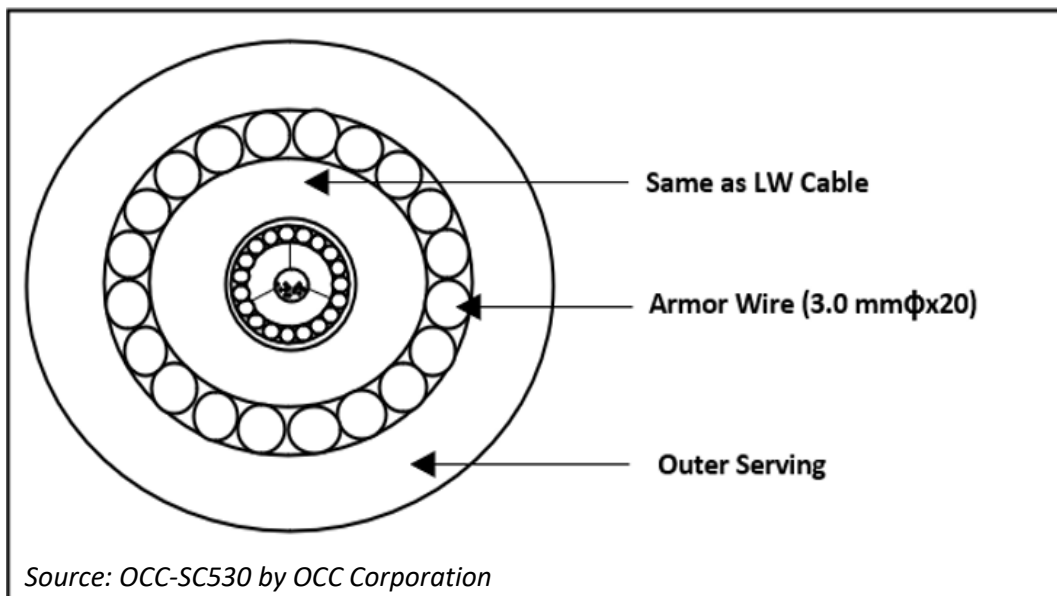 Same as LW Cable
Armor Wire (3.0 mmϕx20)
Outer Serving
Source: OCC-SC530 by OCC Corporation